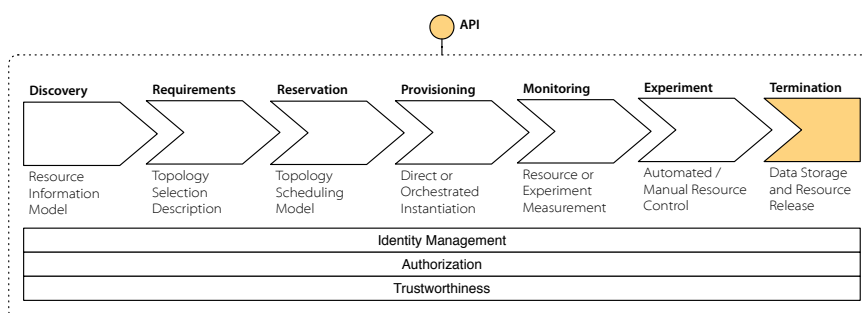 API
Discovery
Requirements
Reservation
Provisioning
Monitoring
Experiment
Termination
Resource
Information
Model
Topology
Selection
Description
Topology
Scheduling
Model
Direct or
Orchestrated
Instantiation
Resource or
Experiment
Measurement
Automated /
Manual Resource
Control
Data Storage
and Resource
Release
Identity Management
Authorization
Trustworthiness